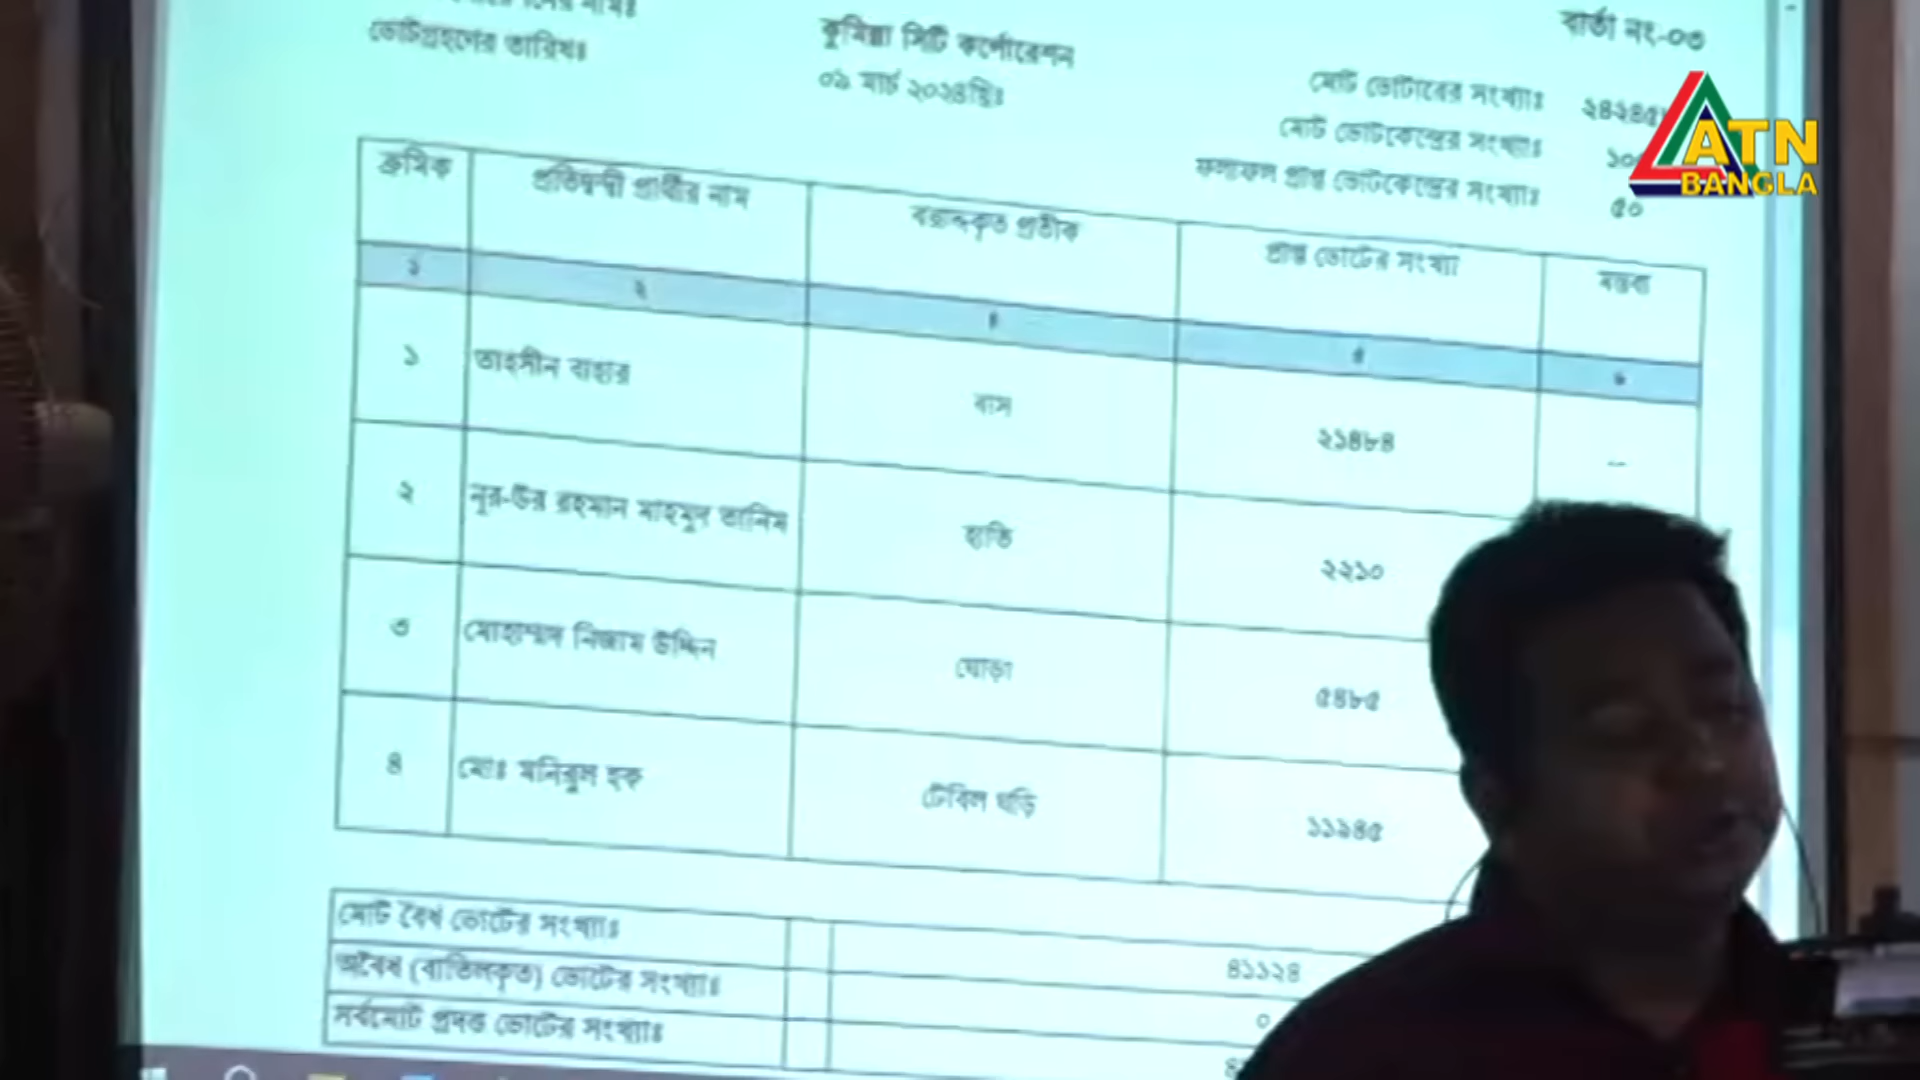 বার্তা নং-০৩
কুমিল্লা সিটি কর্পোরেশন
ভোটগ্রহণের তারিখঃ
০৯ মার্চ ২০২৪খ্রিঃ
মোট ভোটারের সংখ্যাঃ ২৪২৪৫
মোট ভোটকেন্দ্রের সংখ্যাঃ
ফলাফল প্রাপ্ত ভোটকেন্দ্রের সংখ্যাঃ ৫০
ATN
BANGLA
ক্রমিক প্রতিদ্বন্দ্বী প্রার্থীর নাম বরাদ্দকৃত প্রতীক প্রাপ্ত ভোটের সংখ্যা মন্তব্য
১ ২ ৪ ৫ ৬
১ তাহসীন বাহার বাস ২১৪৮৪ --
২ নূর-উর রহমান মাহমুদ তানিম হাতি ২২১০
৩ মোহাম্মদ নিজাম উদ্দিন ঘোড়া ৫৪৮৫
৪ মোঃ মনিরুল হক টেবিল ঘড়ি ১১৯৪৫
মোট বৈধ ভোটের সংখ্যাঃ ৪১১২৪
অবৈধ (বাতিলকৃত) ভোটের সংখ্যাঃ ০
সর্বমোট প্রদত্ত ভোটের সংখ্যাঃ